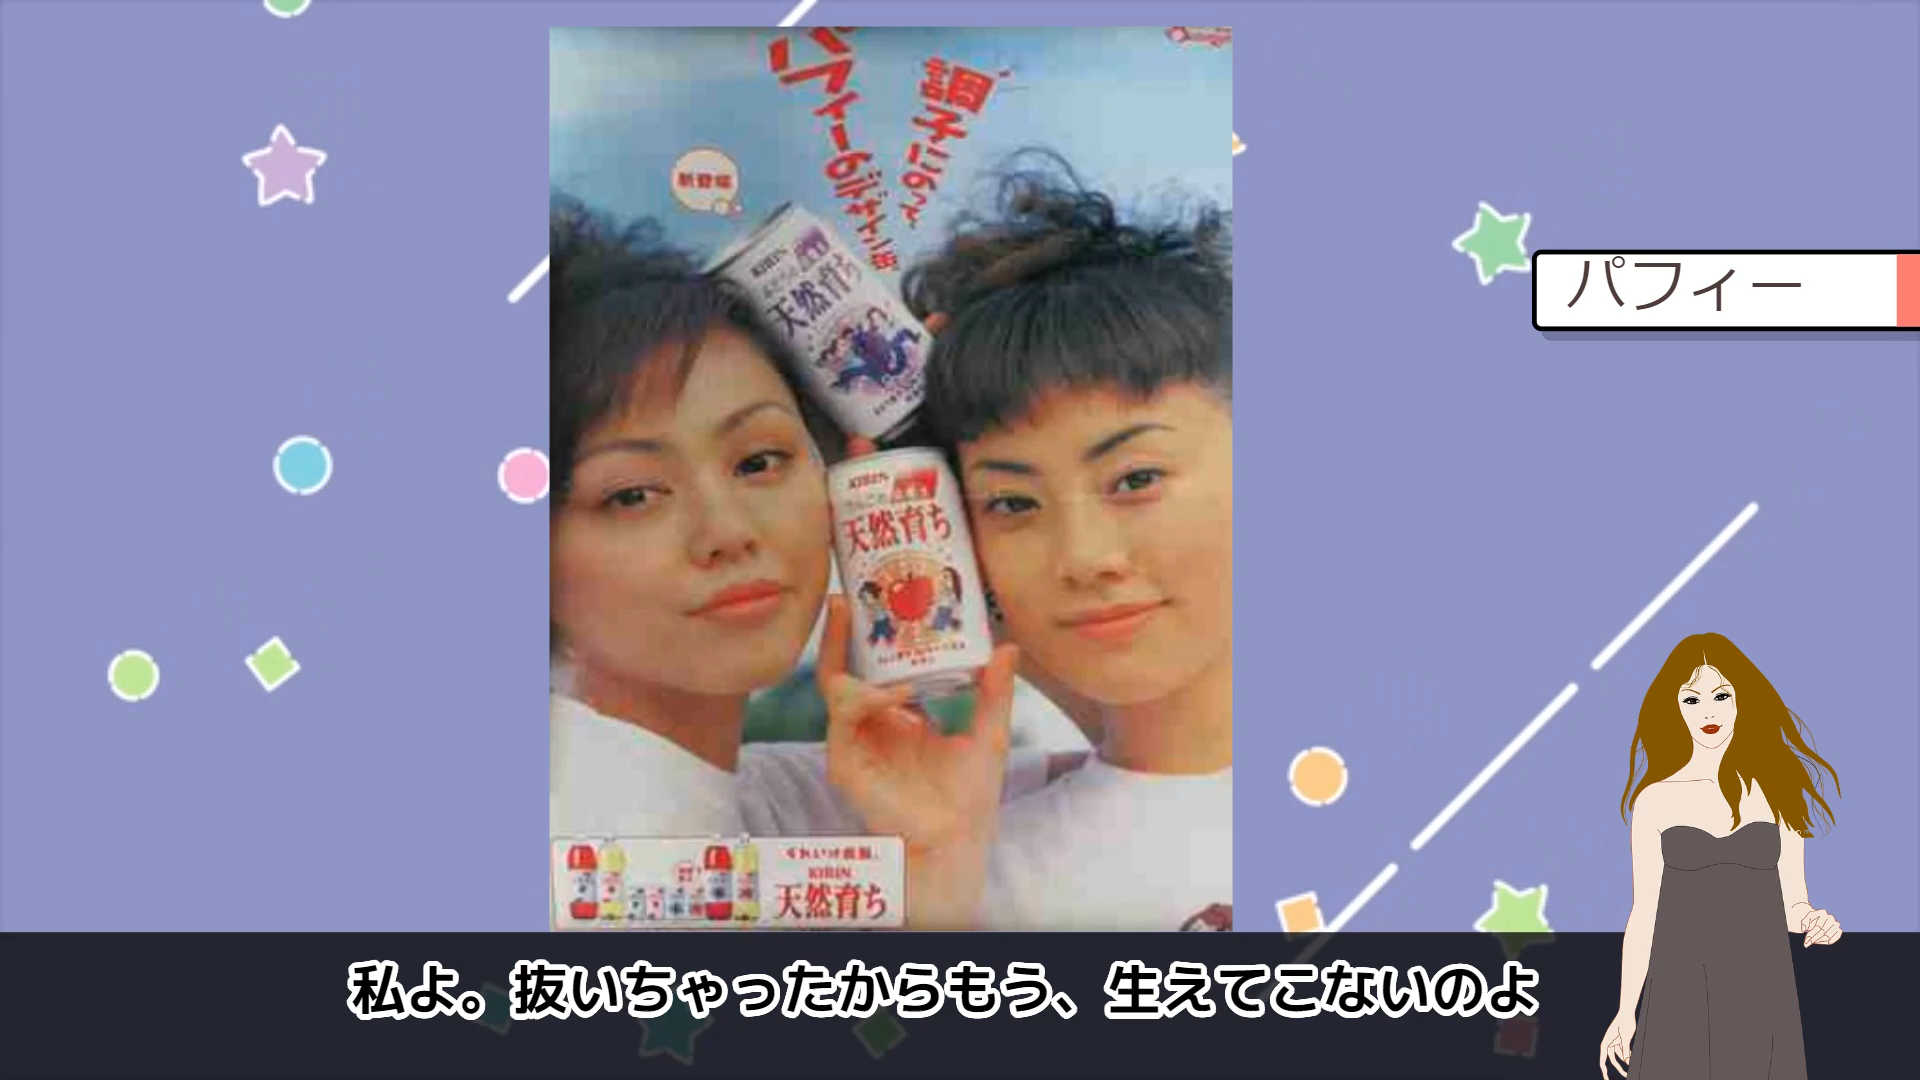 調子にのって
パフィーのデザイン缶
新登場
KIRIN
天然育ち
KIRIN
天然育ち
KIRIN
天然育ち
パフィー
私よ。抜いちゃったからもう、生えてこないのよ